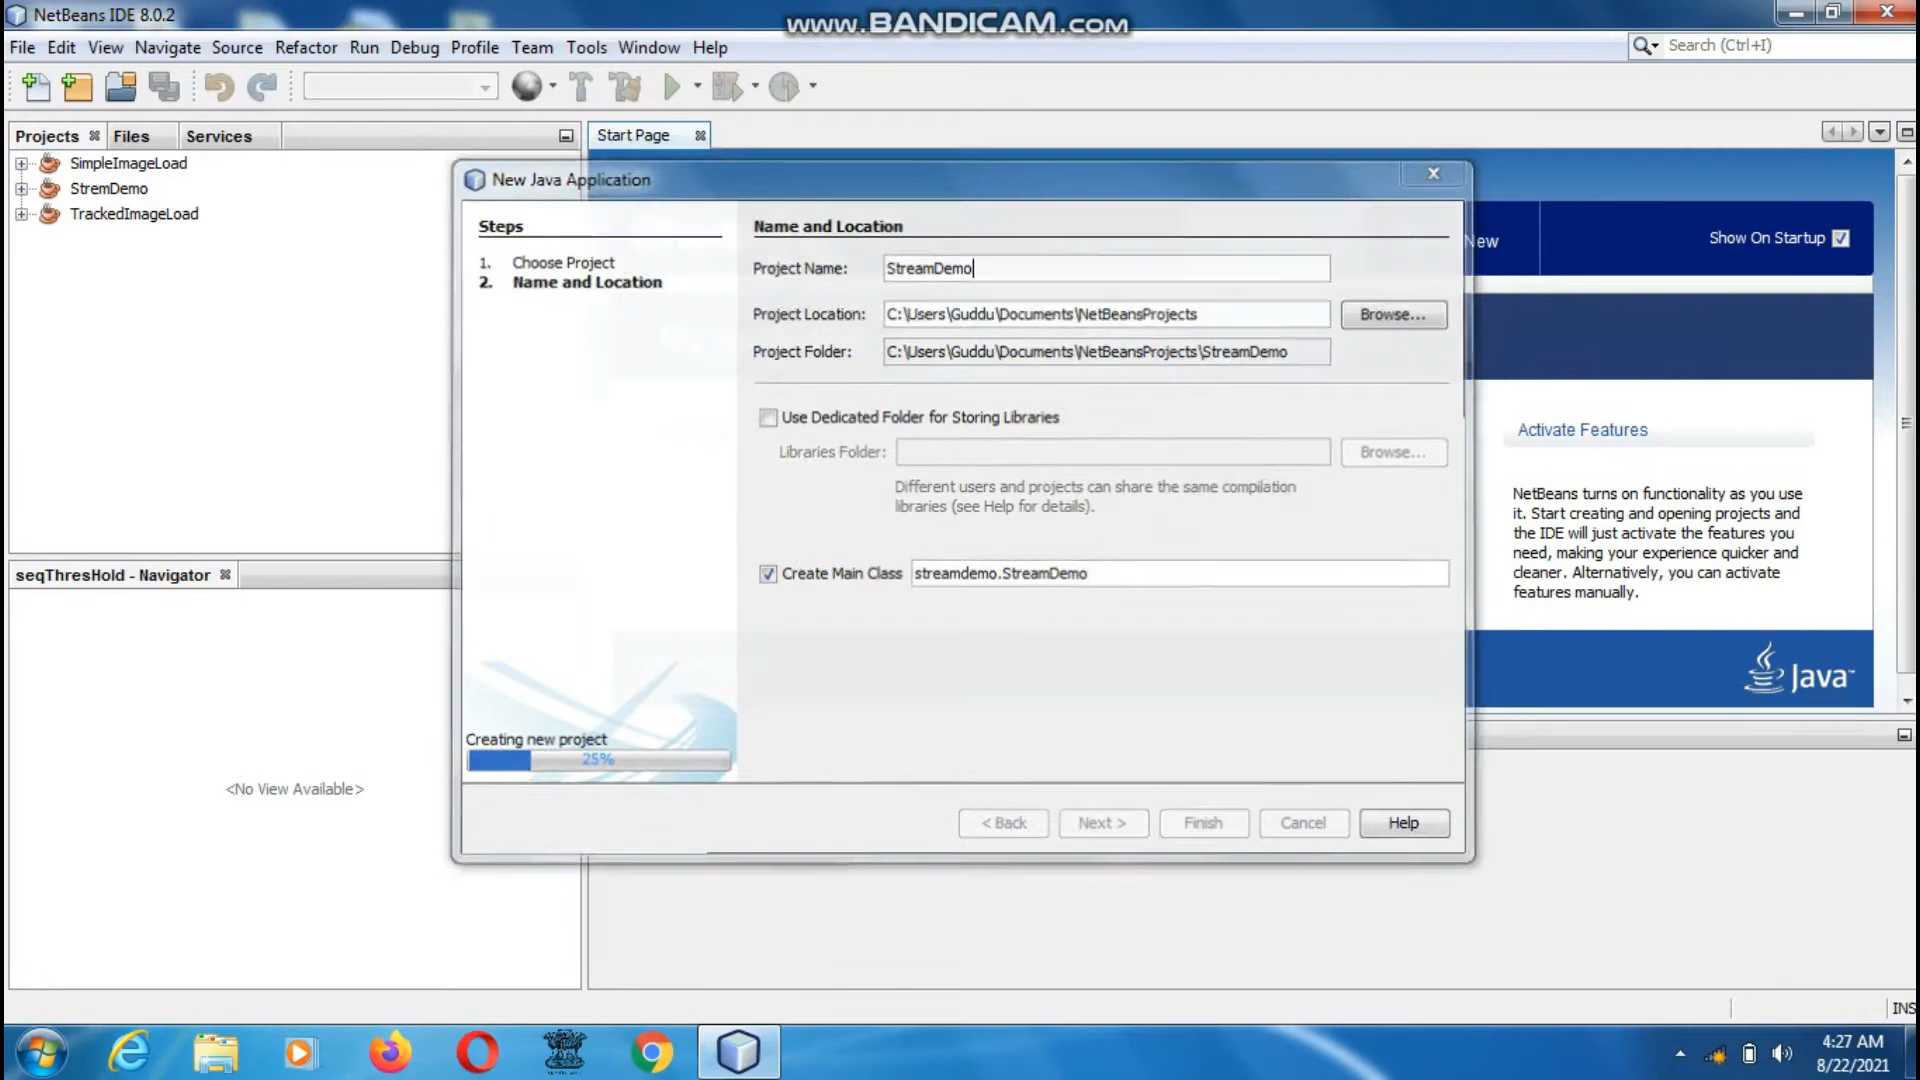 NetBeans IDE 8.0.2
www.BANDICAM.com
File Edit View Navigate Source Refactor Run Debug Profile Team Tools Window Help
Search (Ctrl+I)
Projects Files Services
Start Page
SimpleImageLoad
StremDemo
TrackedImageLoad
New Java Application
Steps
1. Choose Project
2. Name and Location
Name and Location
Project Name: StreamDemo
Project Location: C:\Users\Guddu\Documents\NetBeansProjects Browse...
Project Folder: C:\Users\Guddu\Documents\NetBeansProjects\StreamDemo
Use Dedicated Folder for Storing Libraries
Libraries Folder: Browse...
Different users and projects can share the same compilation
libraries (see Help for details).
Create Main Class streamdemo.StreamDemo
Creating new project
25%
< Back Next > Finish Cancel Help
New
Show On Startup
Activate Features
NetBeans turns on functionality as you use
it. Start creating and opening projects and
the IDE will just activate the features you
need, making your experience quicker and
cleaner. Alternatively, you can activate
features manually.
Java
seqThresHold - Navigator
<No View Available>
INS
4:27 AM
8/22/2021